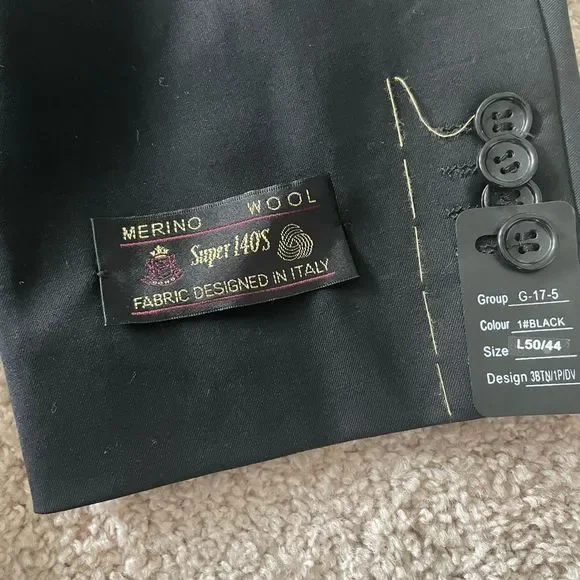 MERINO WOOL
Super 140'S
FABRIC DESIGNED IN ITALY
Group G-17-5
Colour 1#BLACK
Size L50/44
Design 3BTN/1P/DV